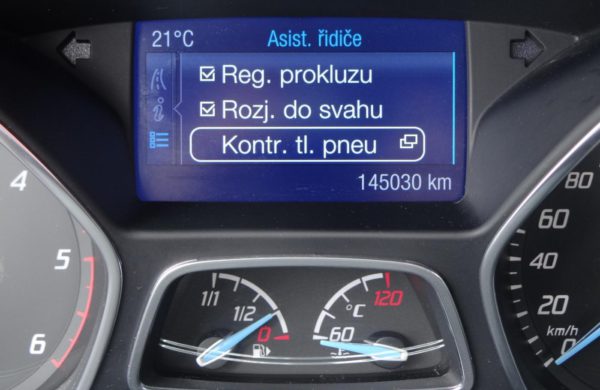 21°C Asist. řidiče
Reg. prokluzu
Rozj. do svahu
Kontr. tl. pneu
145030 km
4
5
6
1/1
1/2
0
°C
120
60
80
60
40
20
km/h
0